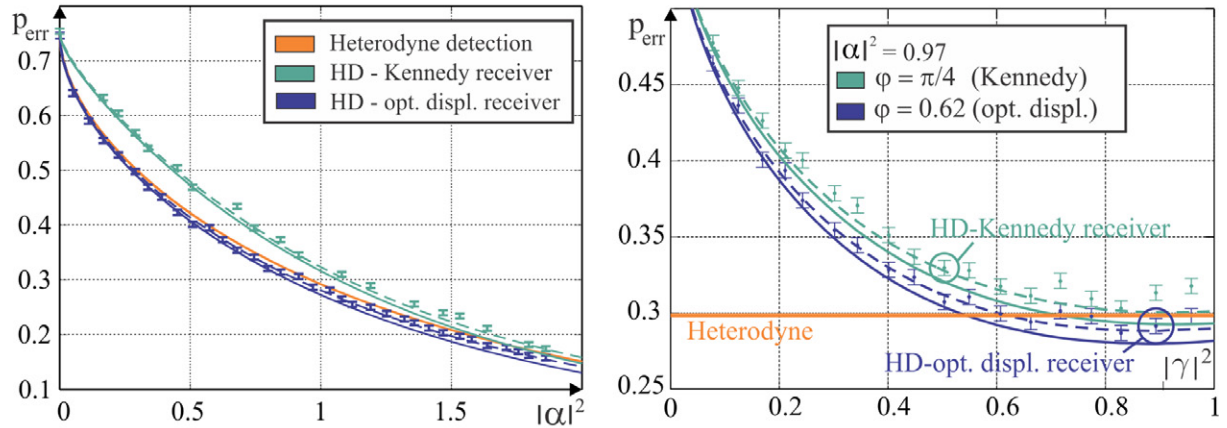 p_err
0.7
0.6
0.5
0.4
0.3
0.2
0.1
0
0.5
1
1.5
|α|²
Heterodyne detection
HD - Kennedy receiver
HD - opt. displ. receiver
p_err
0.45
0.4
0.35
0.3
0.25
0
0.2
0.4
0.6
0.8
1
|γ|²
|α|² = 0.97
φ = π/4 (Kennedy)
φ = 0.62 (opt. displ.)
HD-Kennedy receiver
Heterodyne
HD-opt. displ. receiver